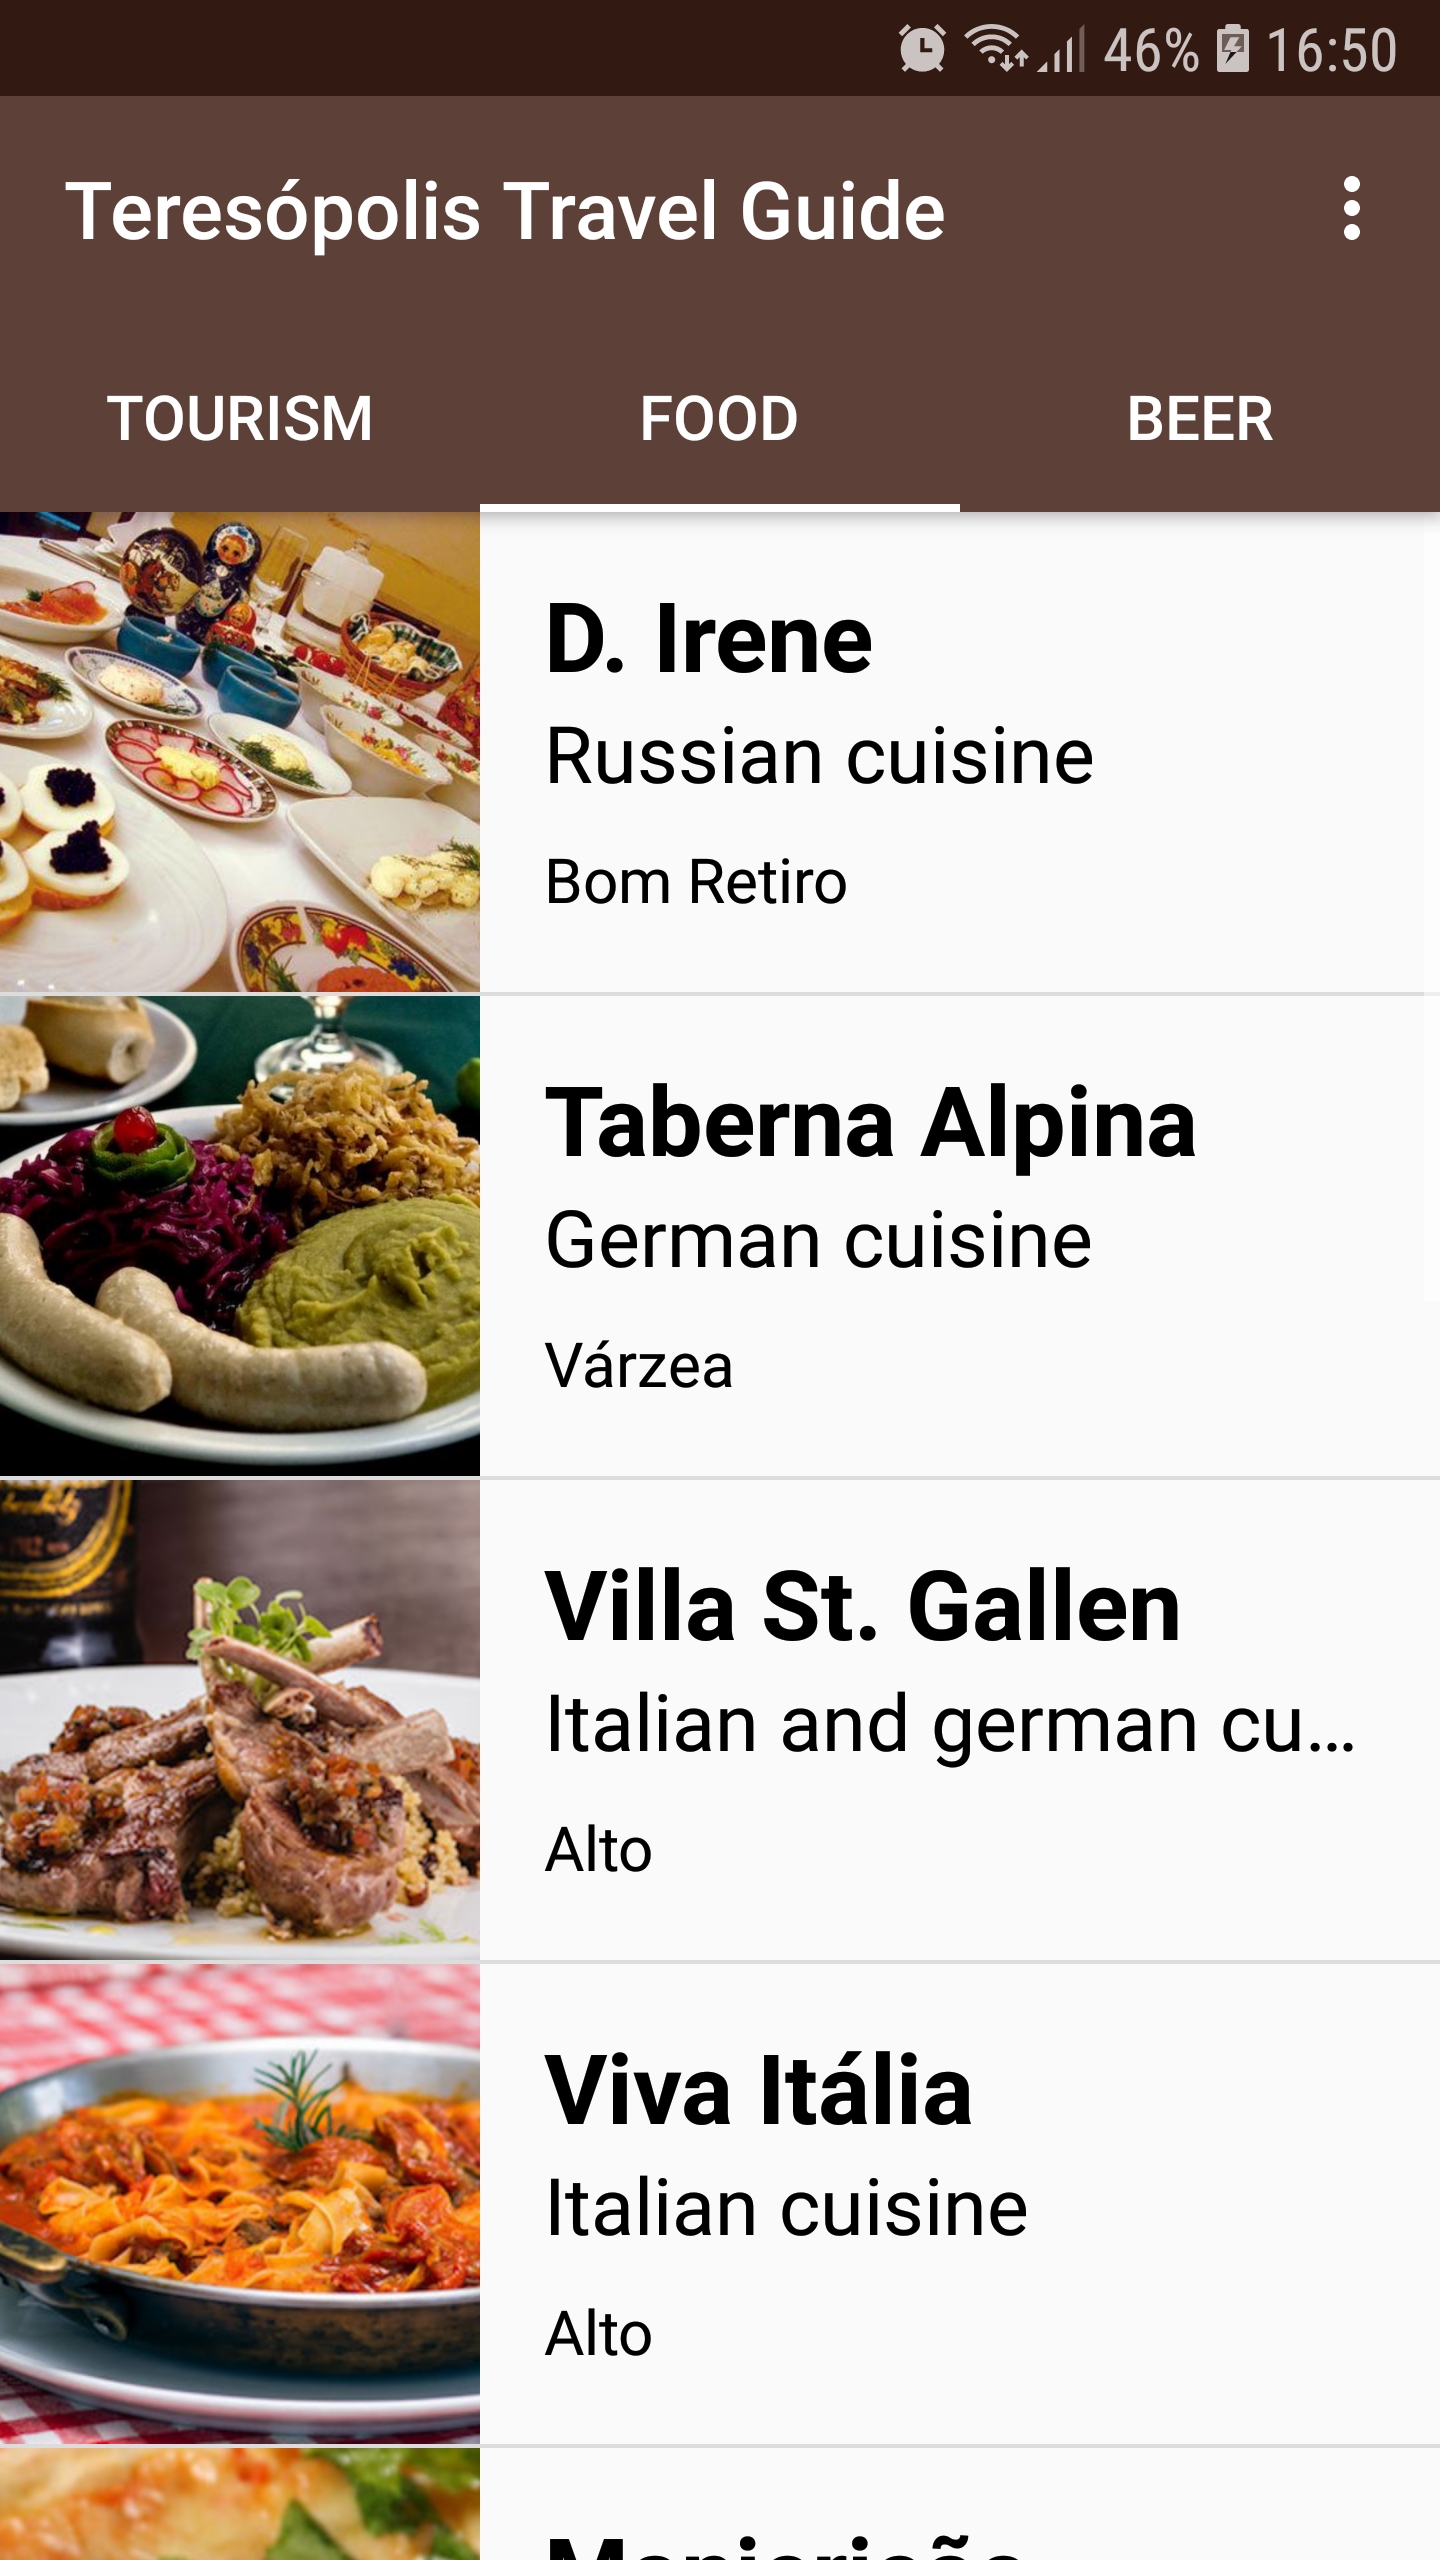 46% 16:50
Teresópolis Travel Guide
TOURISM FOOD BEER
D. Irene
Russian cuisine
Bom Retiro
Taberna Alpina
German cuisine
Várzea
Villa St. Gallen
Italian and german cu...
Alto
Viva Itália
Italian cuisine
Alto